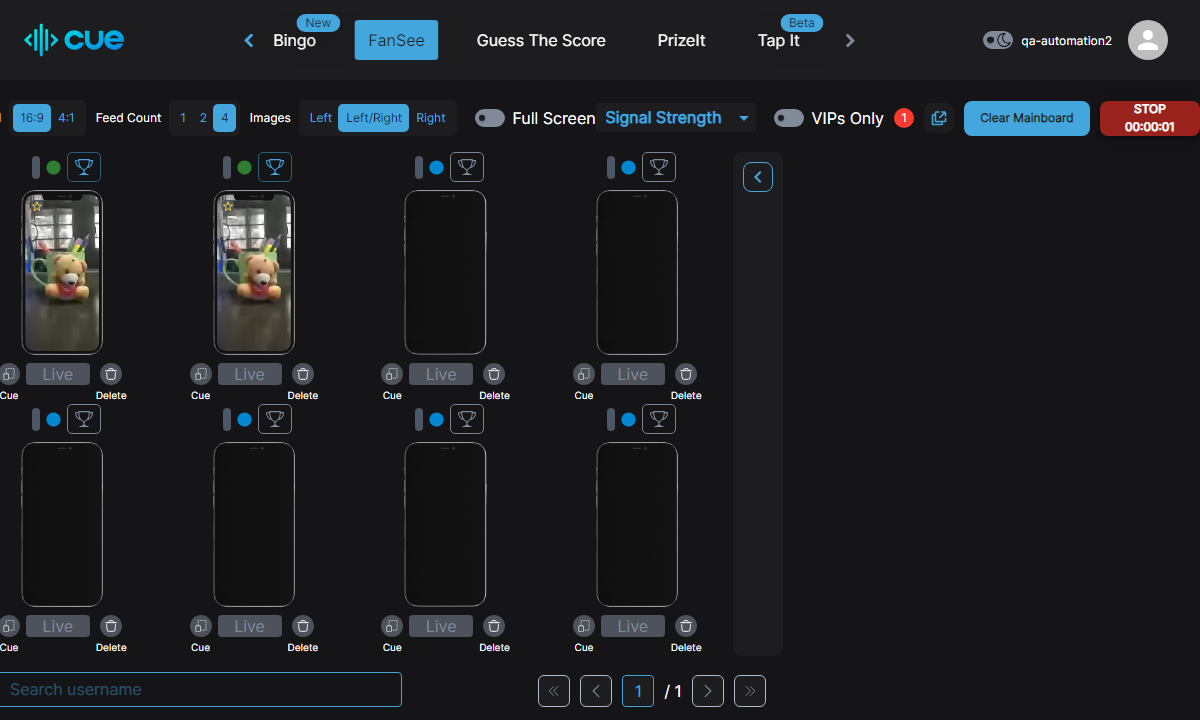 cue
New
Bingo
FanSee
Guess The Score
PrizeIt
Beta
Tap It
qa-automation2
16:9
4:1
Feed Count
1
2
4
Images
Left
Left/Right
Right
Full Screen
Signal Strength
VIPs Only
1
Clear Mainboard
STOP
00:00:01
Live
Live
Live
Live
Cue
Delete
Cue
Delete
Cue
Delete
Cue
Delete
Live
Live
Live
Live
Cue
Delete
Cue
Delete
Cue
Delete
Cue
Delete
Search username
1
/ 1